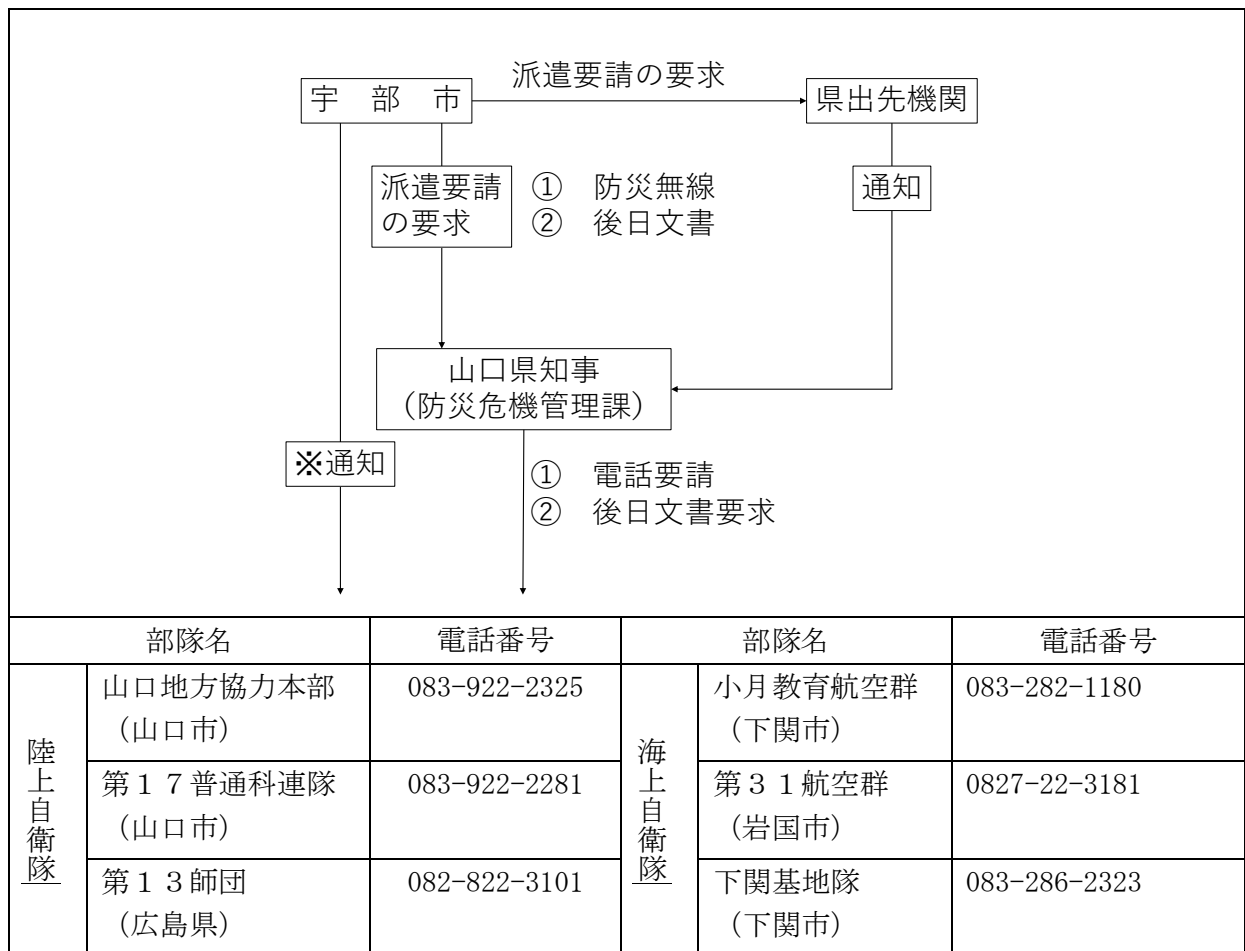 派遣要請の要求
宇　部　市
県出先機関
派遣要請
の要求
①　防災無線
②　後日文書
通知
山口県知事
（防災危機管理課）
※通知
①　電話要請
②　後日文書要求
部隊名
電話番号
部隊名
電話番号
陸上自衛隊
山口地方協力本部
（山口市）
083-922-2325
第１７普通科連隊
（山口市）
083-922-2281
第１３師団
（広島県）
082-822-3101
海上自衛隊
小月教育航空群
（下関市）
083-282-1180
第３１航空群
（岩国市）
0827-22-3181
下関基地隊
（下関市）
083-286-2323